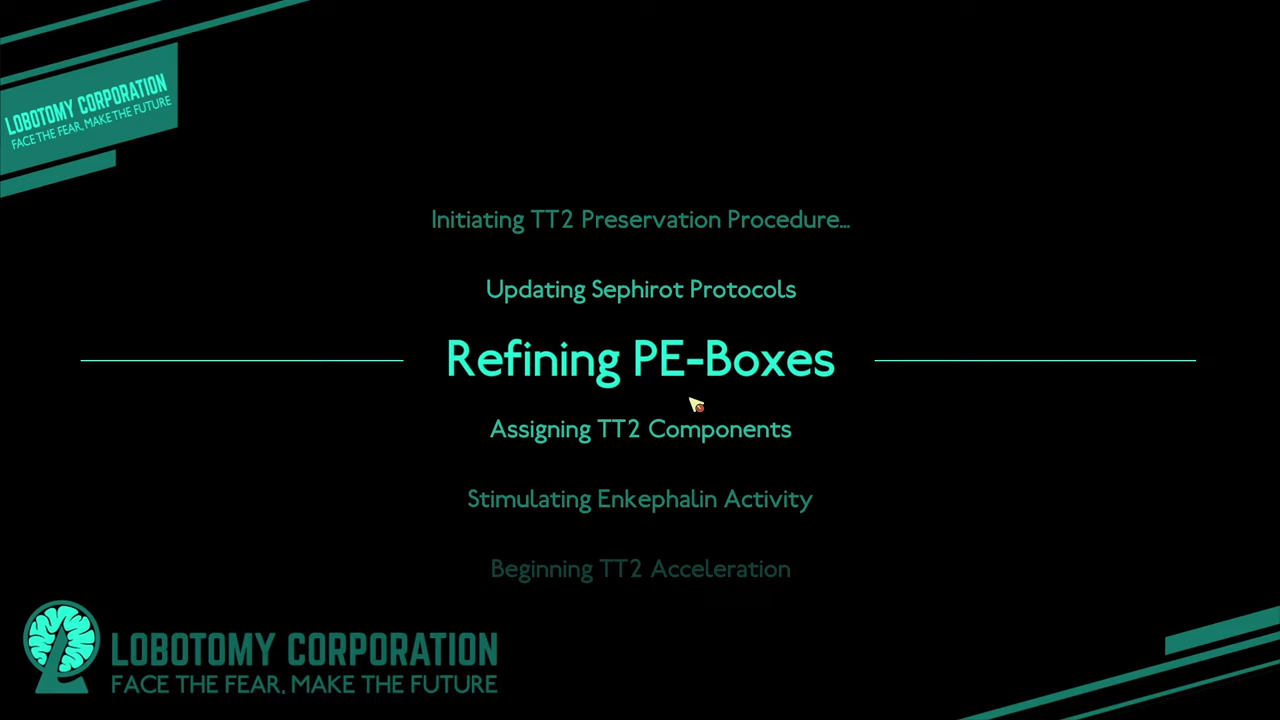 LOBOTOMY CORPORATION
FACE THE FEAR, MAKE THE FUTURE
Initiating TT2 Preservation Procedure...
Updating Sephirot Protocols
Refining PE-Boxes
Assigning TT2 Components
Stimulating Enkephalin Activity
Beginning TT2 Acceleration
LOBOTOMY CORPORATION
FACE THE FEAR, MAKE THE FUTURE